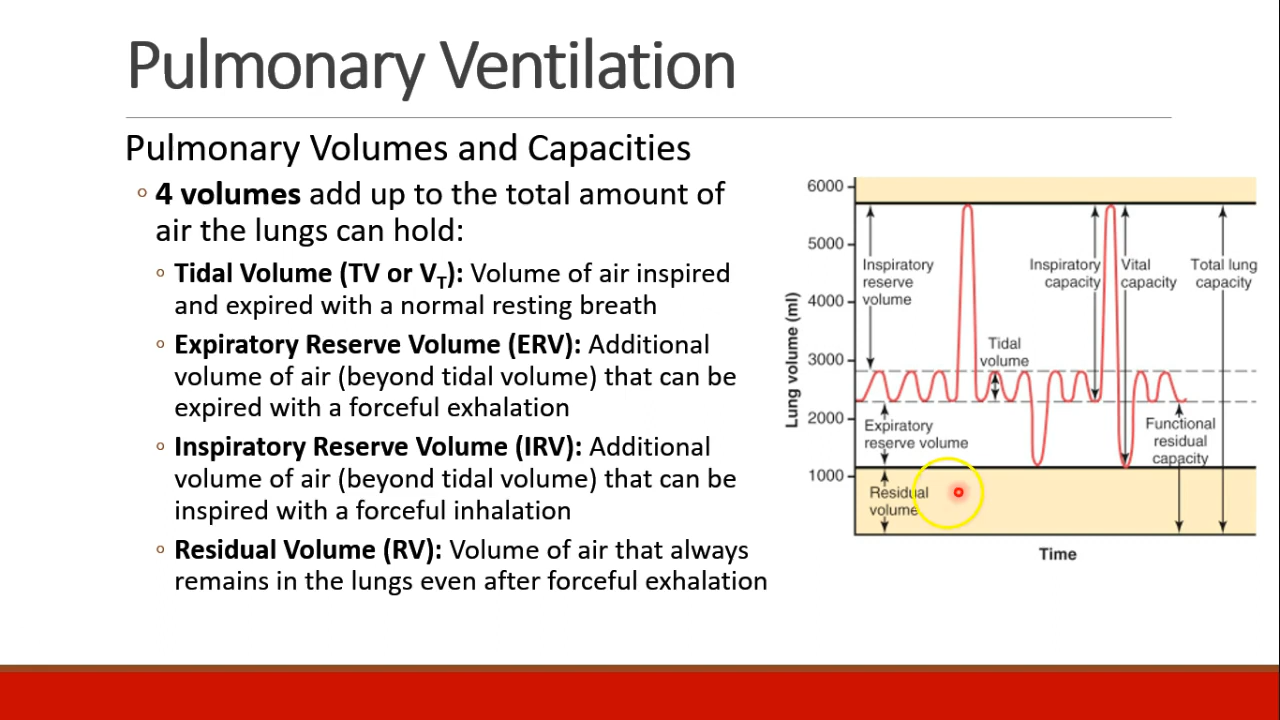 Pulmonary Ventilation
Pulmonary Volumes and Capacities
◦ 4 volumes add up to the total amount of
air the lungs can hold:
◦ Tidal Volume (TV or VT): Volume of air inspired
and expired with a normal resting breath
◦ Expiratory Reserve Volume (ERV): Additional
volume of air (beyond tidal volume) that can be
expired with a forceful exhalation
◦ Inspiratory Reserve Volume (IRV): Additional
volume of air (beyond tidal volume) that can be
inspired with a forceful inhalation
◦ Residual Volume (RV): Volume of air that always
remains in the lungs even after forceful exhalation
Lung volume (ml)
6000
5000
4000
3000
2000
1000
Inspiratory
reserve
volume
Inspiratory
capacity
Vital
capacity
Total lung
capacity
Tidal
volume
Expiratory
reserve volume
Functional
residual
capacity
Residual
volume
Time